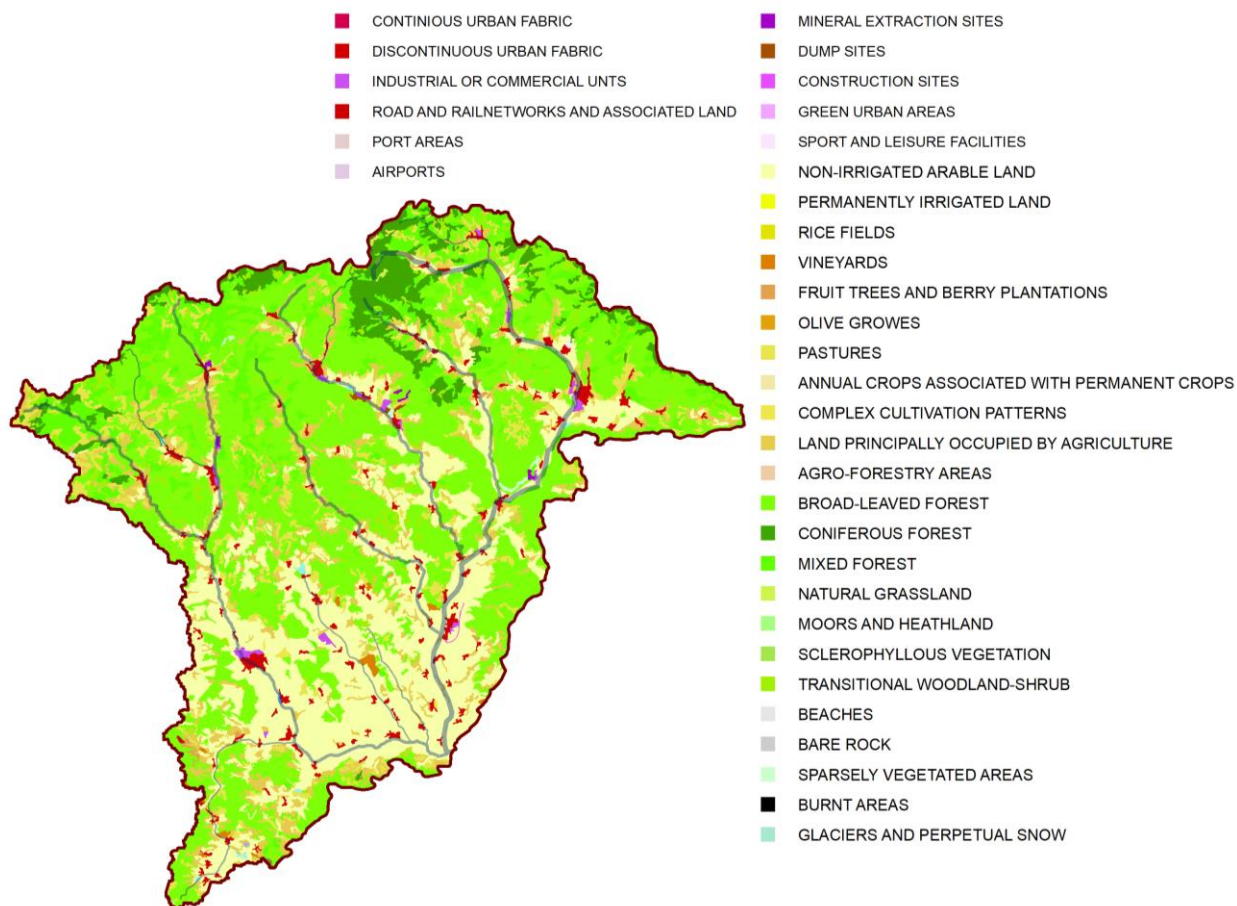 CONTINIOUS URBAN FABRIC
DISCONTINUOUS URBAN FABRIC
INDUSTRIAL OR COMMERCIAL UNTS
ROAD AND RAILNETWORKS AND ASSOCIATED LAND
PORT AREAS
AIRPORTS
MINERAL EXTRACTION SITES
DUMP SITES
CONSTRUCTION SITES
GREEN URBAN AREAS
SPORT AND LEISURE FACILITIES
NON-IRRIGATED ARABLE LAND
PERMANENTLY IRRIGATED LAND
RICE FIELDS
VINEYARDS
FRUIT TREES AND BERRY PLANTATIONS
OLIVE GROWES
PASTURES
ANNUAL CROPS ASSOCIATED WITH PERMANENT CROPS
COMPLEX CULTIVATION PATTERNS
LAND PRINCIPALLY OCCUPIED BY AGRICULTURE
AGRO-FORESTRY AREAS
BROAD-LEAVED FOREST
CONIFEROUS FOREST
MIXED FOREST
NATURAL GRASSLAND
MOORS AND HEATHLAND
SCLEROPHYLLOUS VEGETATION
TRANSITIONAL WOODLAND-SHRUB
BEACHES
BARE ROCK
SPARSELY VEGETATED AREAS
BURNT AREAS
GLACIERS AND PERPETUAL SNOW